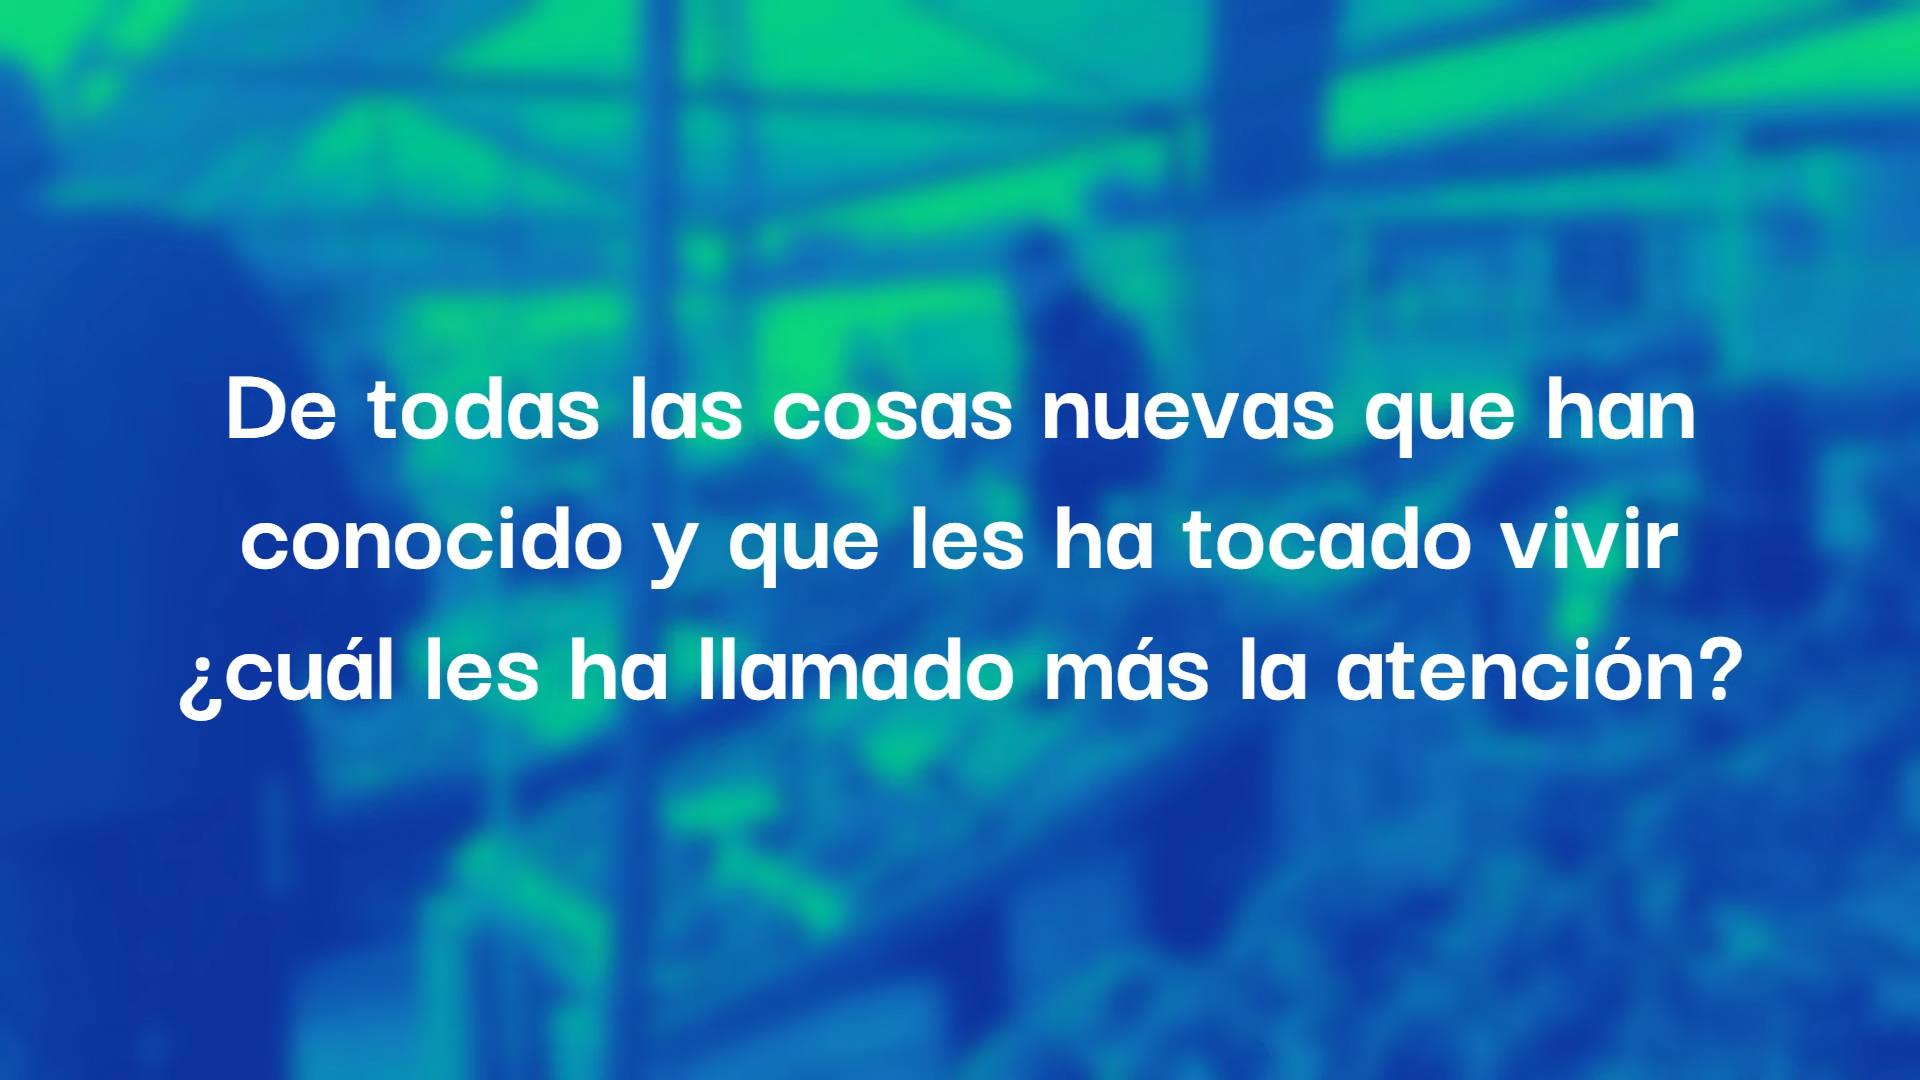 De todas las cosas nuevas que han
conocido y que les ha tocado vivir
¿cuál les ha llamado más la atención?